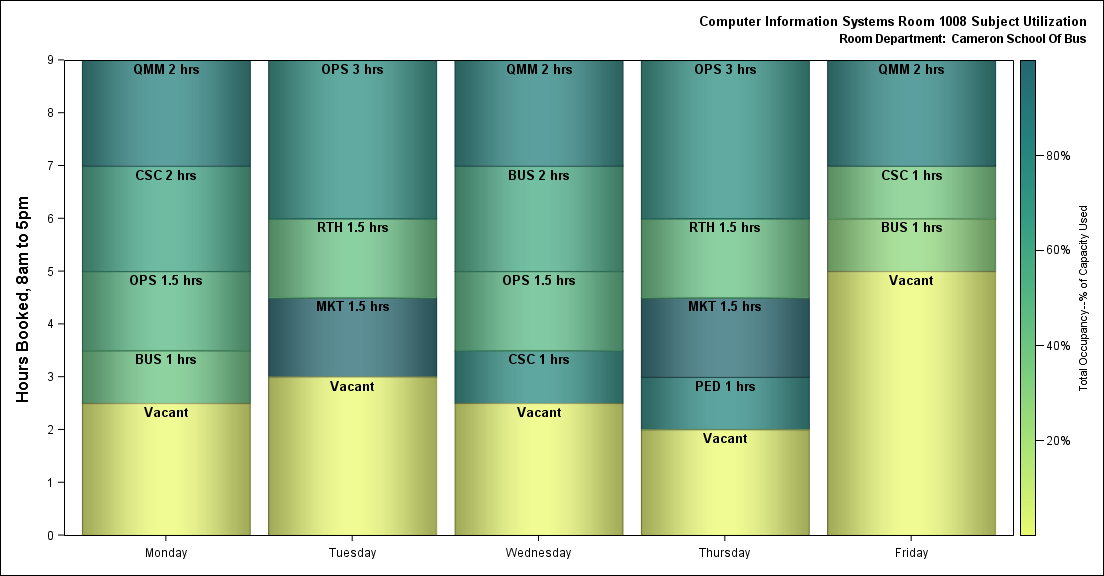 Computer Information Systems Room 1008 Subject Utilization
Room Department: Cameron School Of Bus
Hours Booked, 8am to 5pm
9
8
7
6
5
4
3
2
1
0
QMM 2 hrs
CSC 2 hrs
OPS 1.5 hrs
BUS 1 hrs
Vacant
Monday
OPS 3 hrs
RTH 1.5 hrs
MKT 1.5 hrs
Vacant
Tuesday
QMM 2 hrs
BUS 2 hrs
OPS 1.5 hrs
CSC 1 hrs
Vacant
Wednesday
OPS 3 hrs
RTH 1.5 hrs
MKT 1.5 hrs
PED 1 hrs
Vacant
Thursday
QMM 2 hrs
CSC 1 hrs
BUS 1 hrs
Vacant
Friday
80%
60%
40%
20%
Total Occupancy--% of Capacity Used